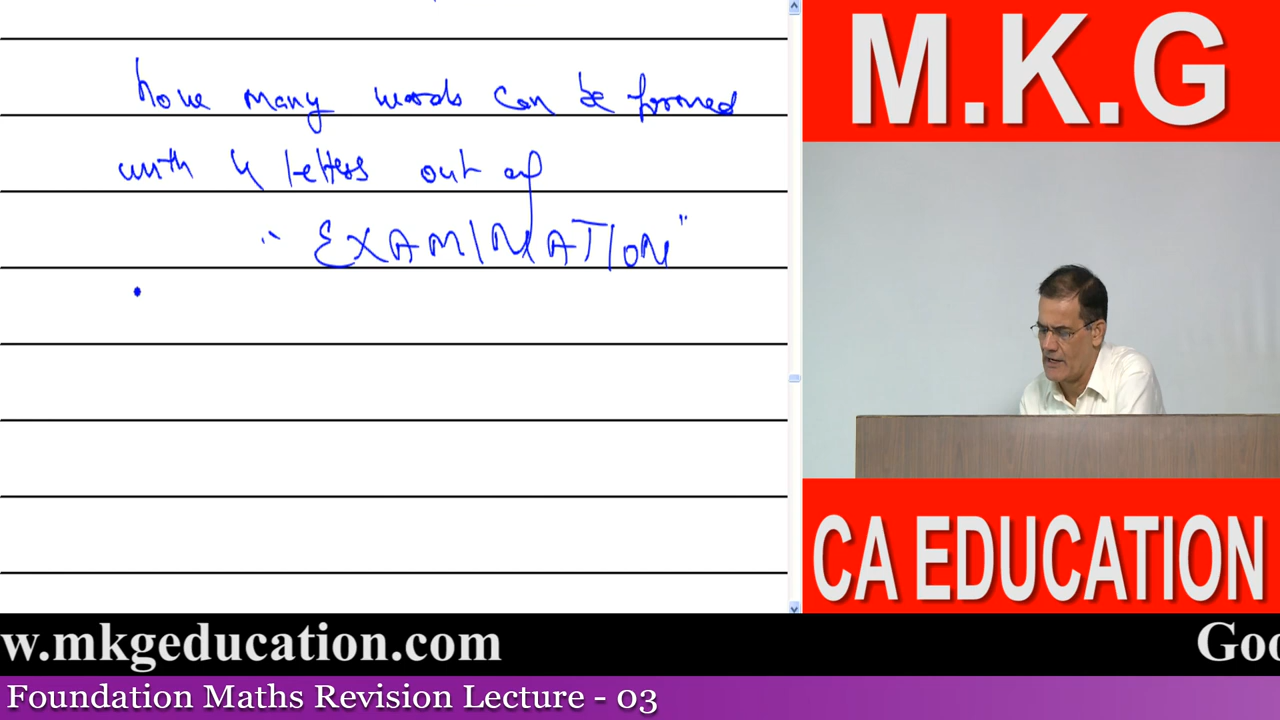 how many words can be formed
with 4 letters out of
"EXAMINATION"
M.K.G
CA EDUCATION
w.mkgeducation.com
Goo
Foundation Maths Revision Lecture - 03